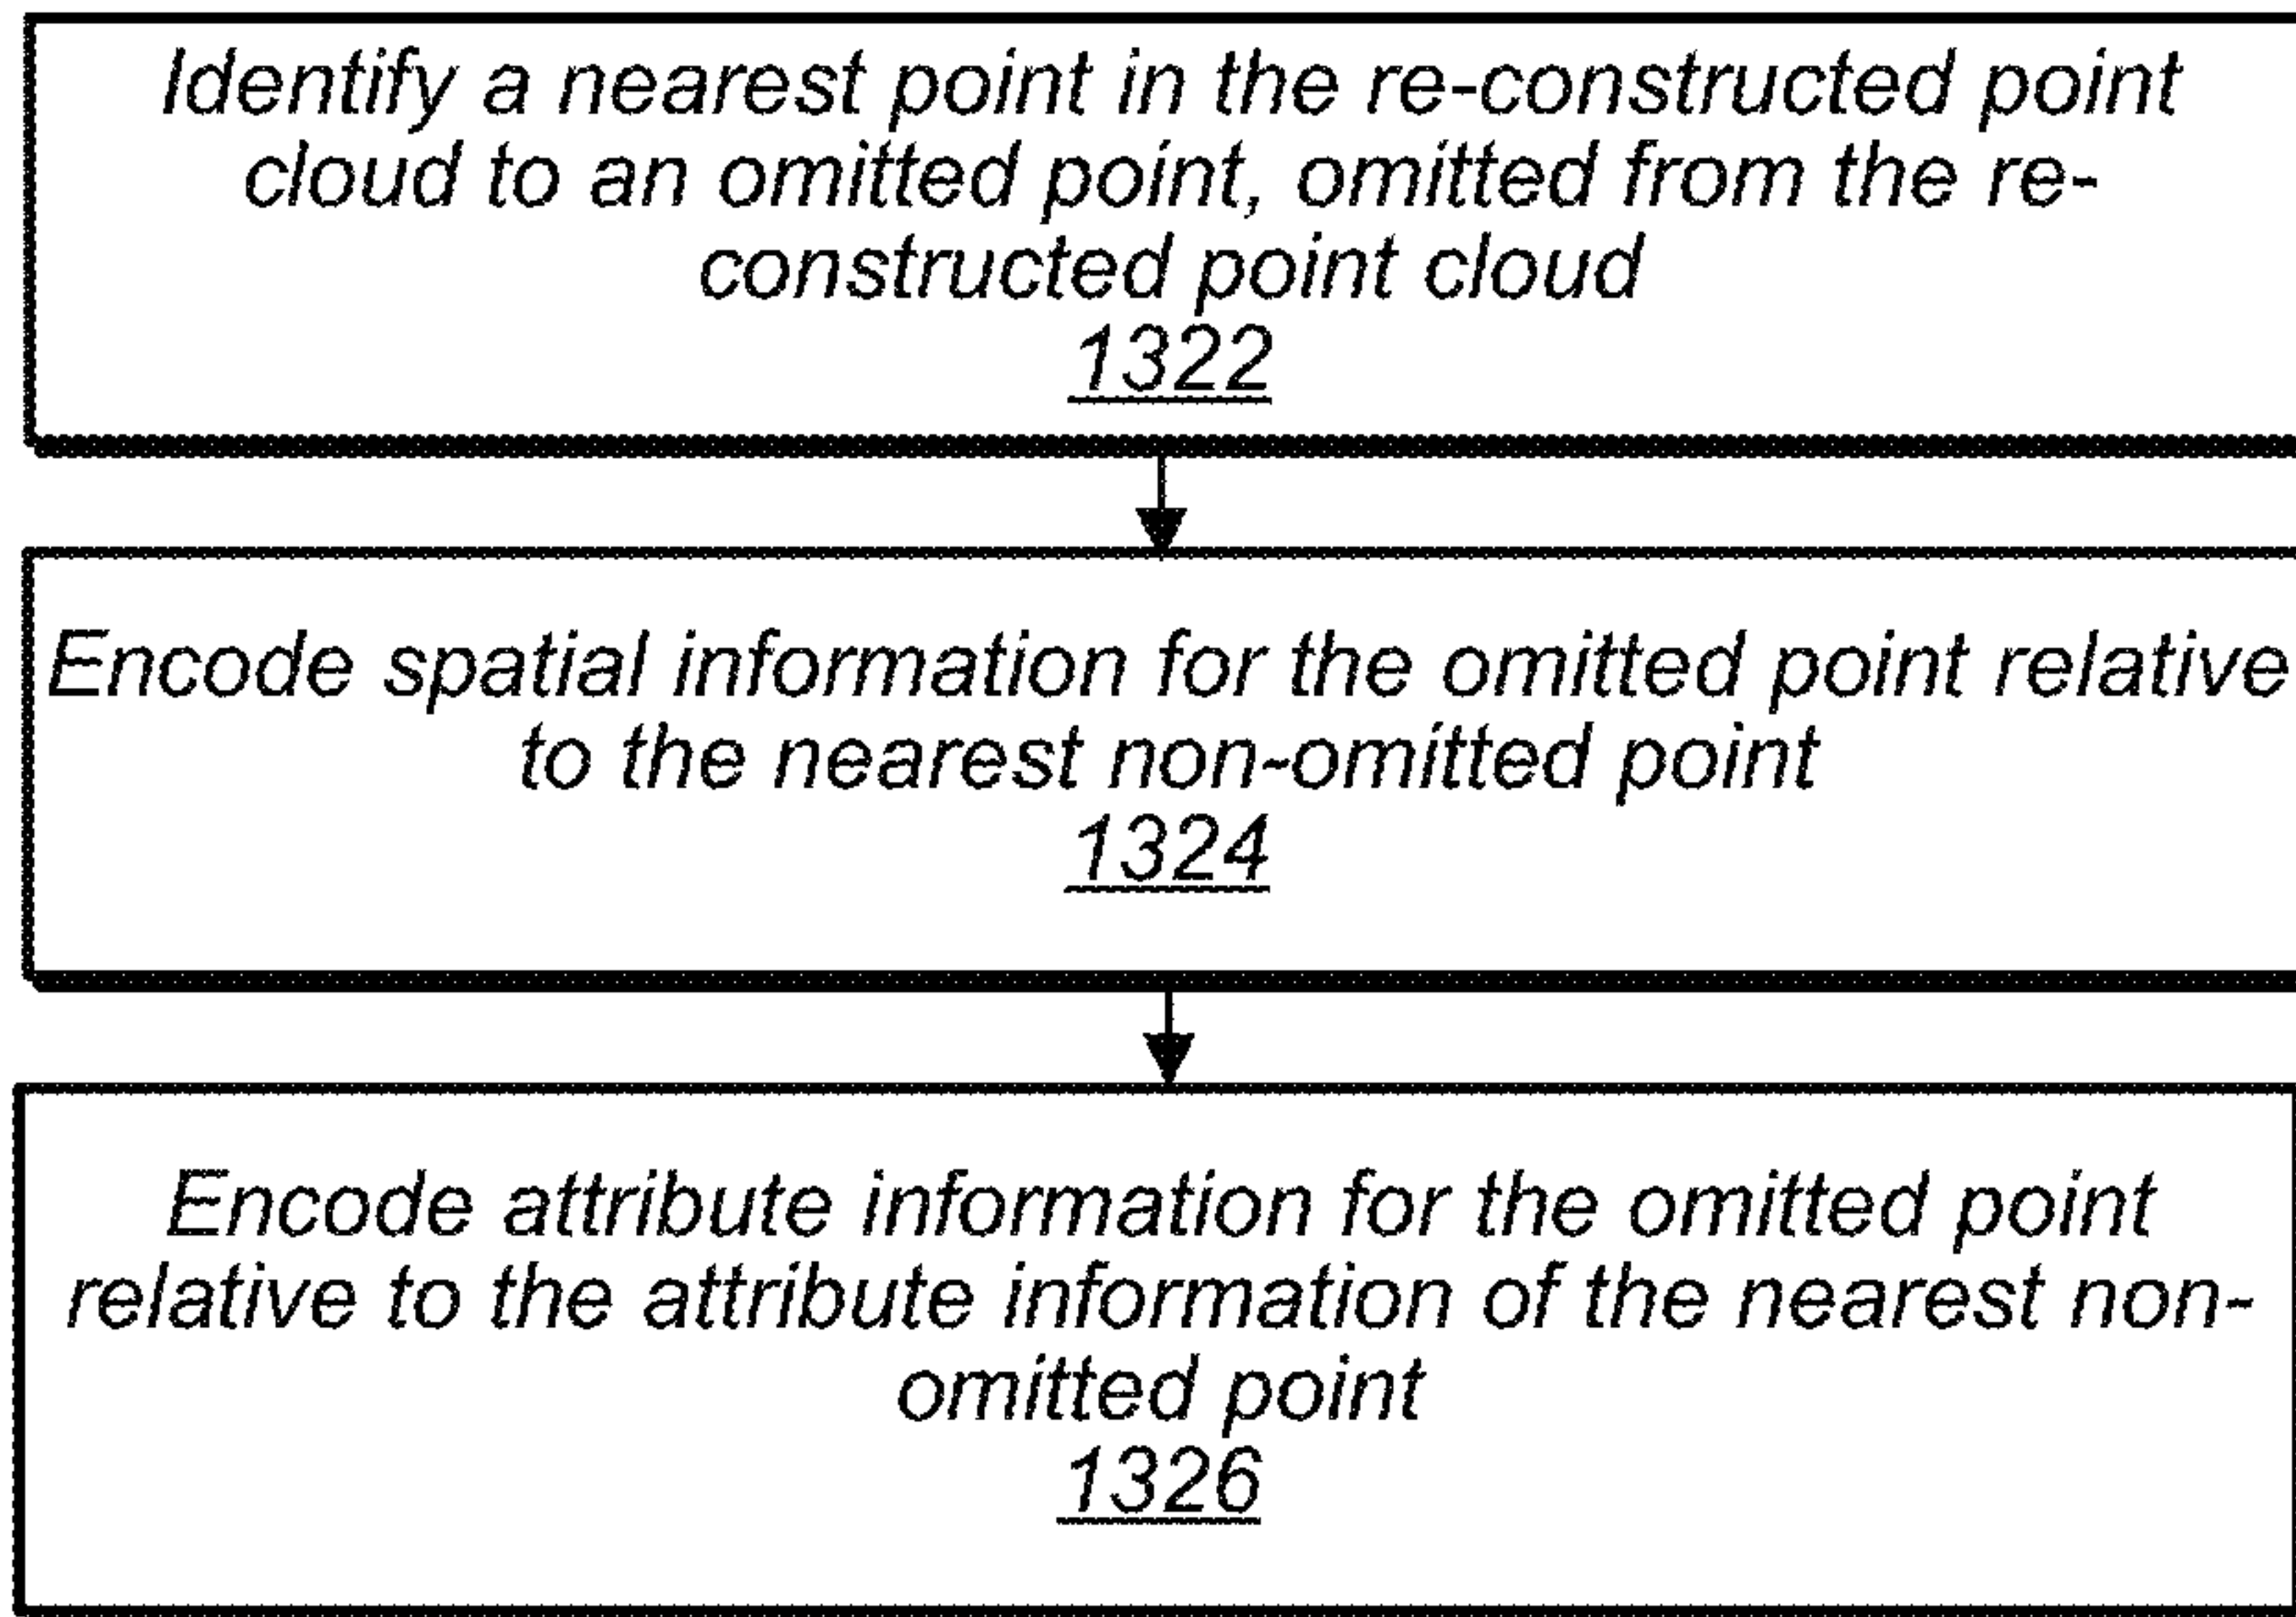 Identify a nearest point in the re-constructed point
cloud to an omitted point, omitted from the re-
constructed point cloud
1322
Encode spatial information for the omitted point relative
to the nearest non-omitted point
1324
Encode attribute information for the omitted point
relative to the attribute information of the nearest non-
omitted point
1326